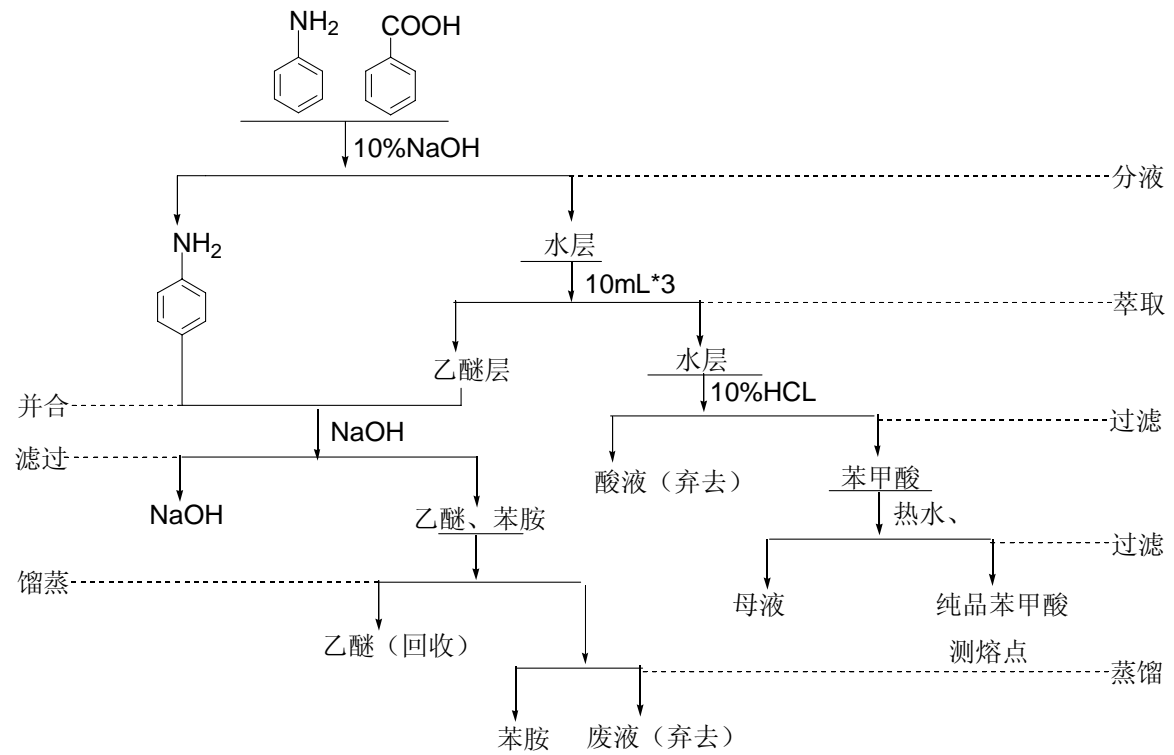 NH2
COOH
10%NaOH
分液
NH2
水层
10mL*3
萃取
乙醚层
水层
10%HCL
并合
过滤
NaOH
滤过
酸液（弃去）
苯甲酸
NaOH
乙醚、苯胺
热水、
过滤
馏蒸
母液
纯品苯甲酸
乙醚（回收）
测熔点
蒸馏
苯胺
废液（弃去）